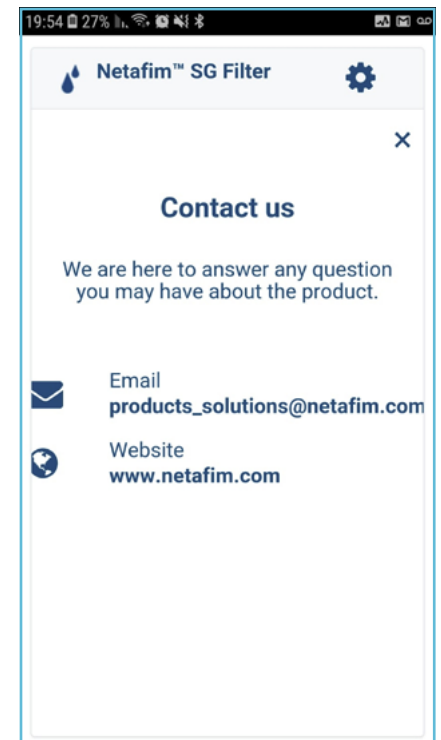 19:54 27%
Netafim™ SG Filter
×
Contact us
We are here to answer any question
you may have about the product.
Email
products_solutions@netafim.com
Website
www.netafim.com